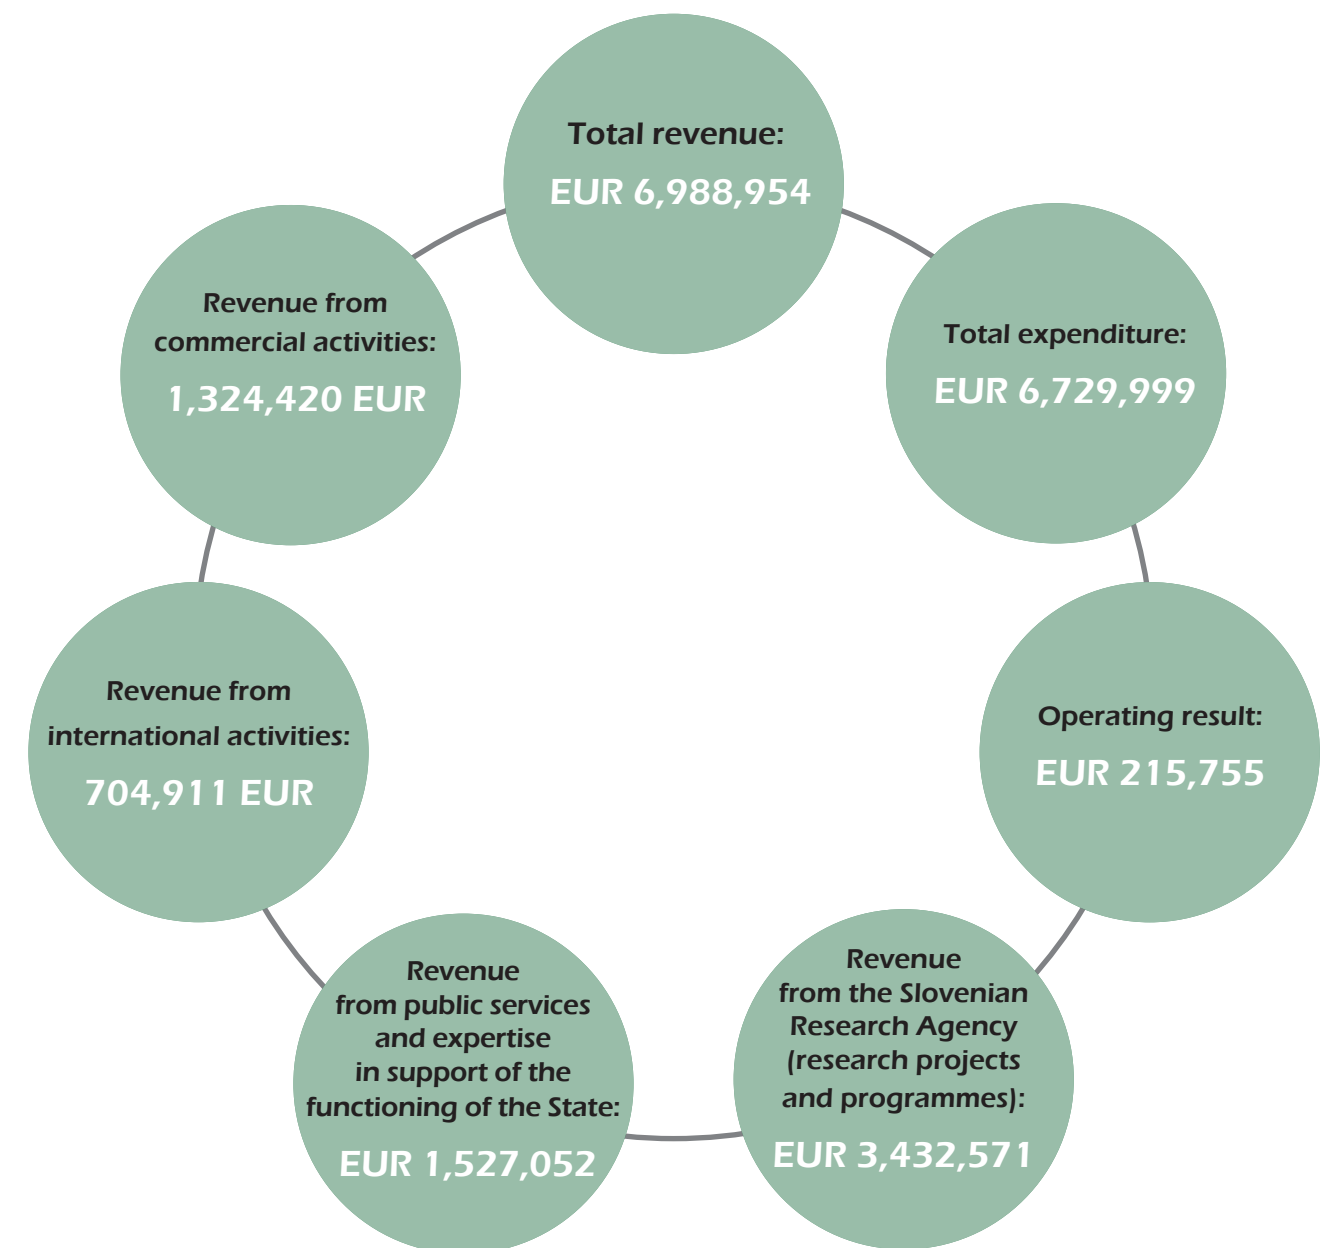 Total revenue:
EUR 6,988,954
Total expenditure:
EUR 6,729,999
Operating result:
EUR 215,755
Revenue
from the Slovenian
Research Agency
(research projects
and programmes):
EUR 3,432,571
Revenue
from public services
and expertise
in support of the
functioning of the State:
EUR 1,527,052
Revenue from
international activities:
704,911 EUR
Revenue from
commercial activities:
1,324,420 EUR